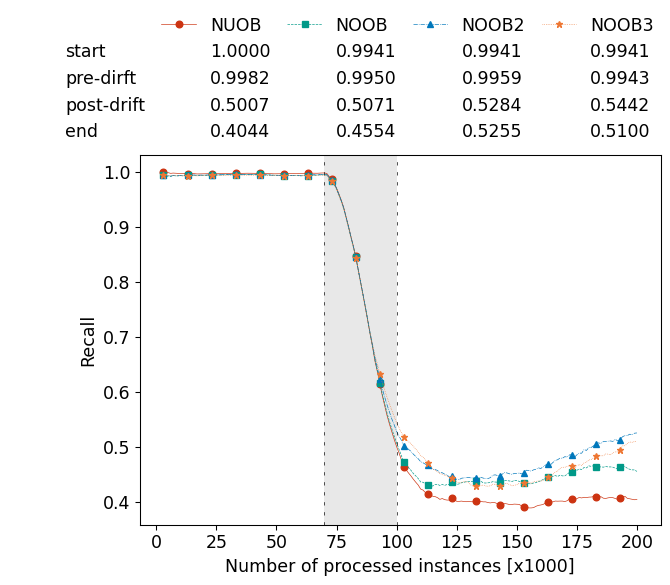 NUOB NOOB NOOB2 NOOB3
start 1.0000 0.9941 0.9941 0.9941
pre-dirft 0.9982 0.9950 0.9959 0.9943
post-drift 0.5007 0.5071 0.5284 0.5442
end 0.4044 0.4554 0.5255 0.5100
1.0
0.9
0.8
0.7
0.6
0.5
0.4
Recall
0 25 50 75 100 125 150 175 200
Number of processed instances [x1000]